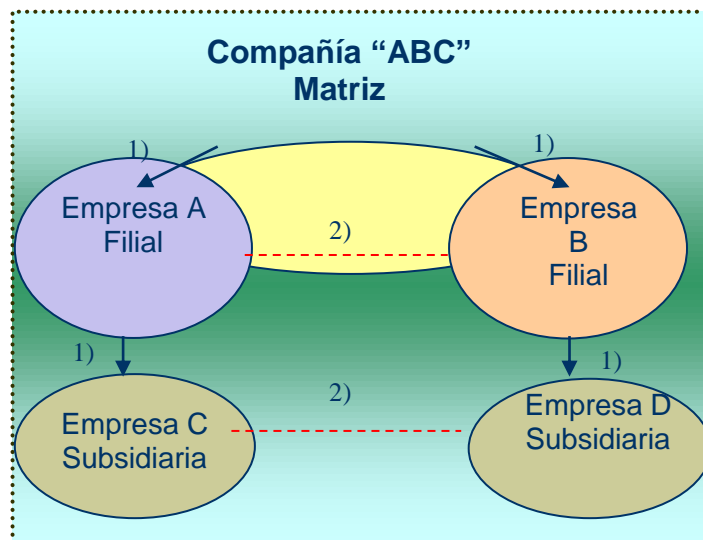 Compañía “ABC”
Matriz
1)
1)
Empresa A
Filial
2)
Empresa
B
Filial
1)
1)
2)
Empresa C
Subsidiaria
Empresa D
Subsidiaria